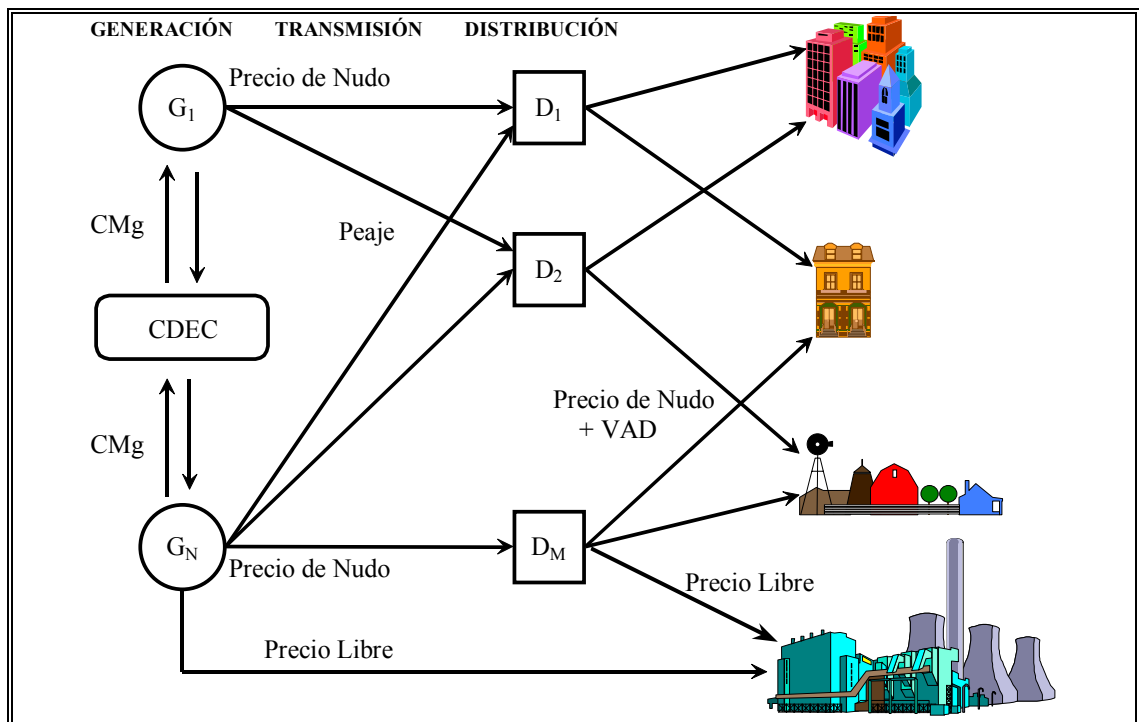 GENERACIÓN TRANSMISIÓN DISTRIBUCIÓN
Precio de Nudo
G1
D1
CMg
Peaje
D2
CDEC
Precio de Nudo
+ VAD
CMg
GN
DM
Precio de Nudo
Precio Libre
Precio Libre